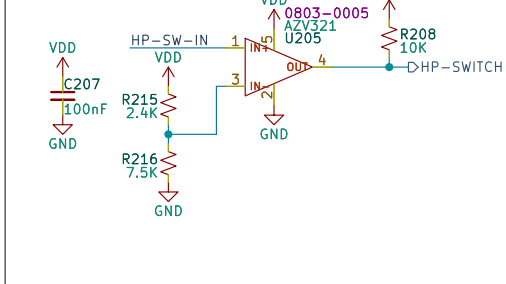 VDD
0803-0005
AZV321
U205
HP-SW-IN
1
IN+
5
R208
10K
VDD
VDD
OUT
4
HP-SWITCH
C207
100nF
3
IN-
2
R215
2.4K
GND
GND
R216
7.5K
GND